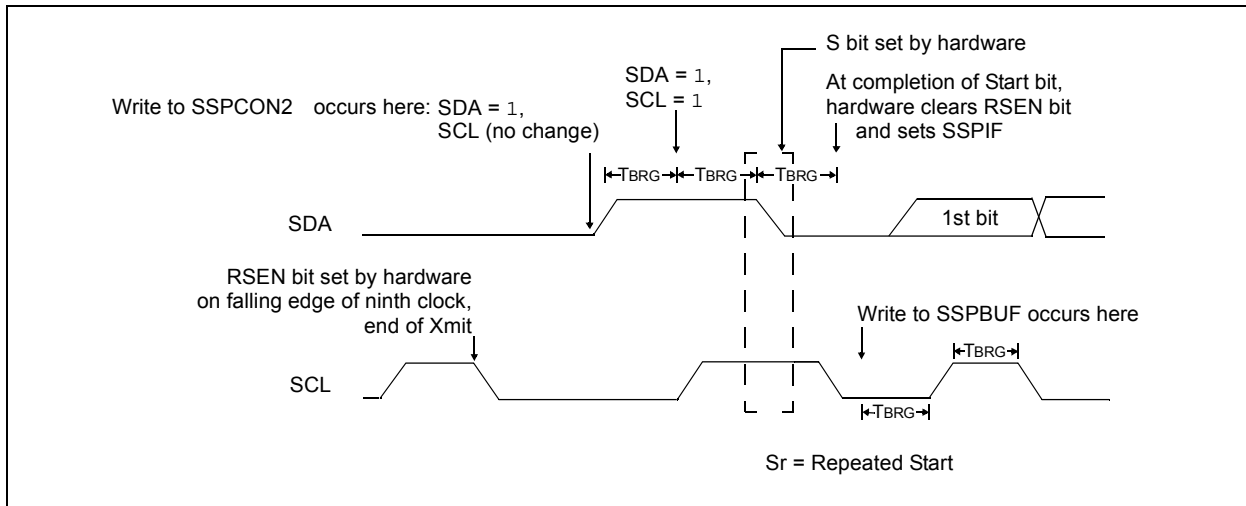 S bit set by hardware
SDA = 1,
SCL = 1
At completion of Start bit,
hardware clears RSEN bit
and sets SSPIF
Write to SSPCON2 occurs here: SDA = 1,
SCL (no change)
TBRG TBRG TBRG
SDA
1st bit
RSEN bit set by hardware
on falling edge of ninth clock,
end of Xmit
Write to SSPBUF occurs here
TBRG
SCL
TBRG
Sr = Repeated Start